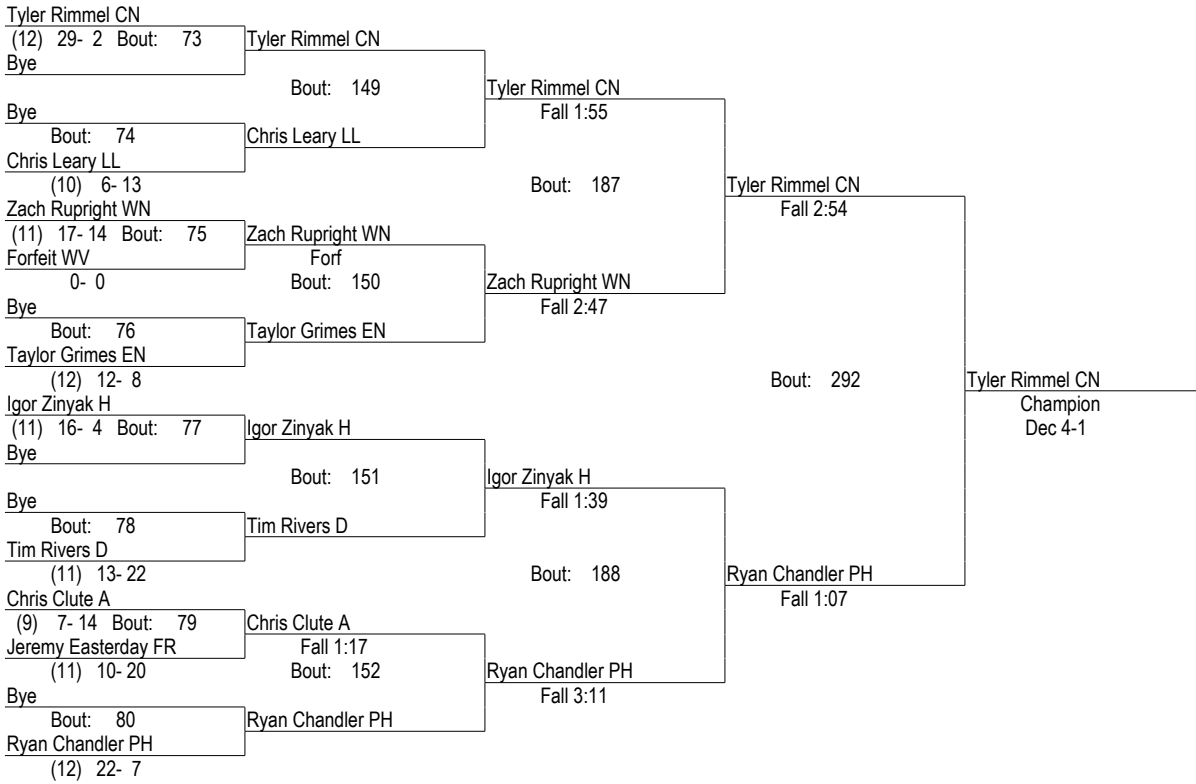 Tyler Rimmel CN
(12) 29- 2 Bout: 73 Tyler Rimmel CN
Bye
Bout: 149 Tyler Rimmel CN
Bye Fall 1:55
Bout: 74 Chris Leary LL
Chris Leary LL
(10) 6- 13 Bout: 187 Tyler Rimmel CN
Zach Rupright WN Fall 2:54
(11) 17- 14 Bout: 75 Zach Rupright WN
Forfeit WV Forf
0- 0 Bout: 150 Zach Rupright WN
Bye Fall 2:47
Bout: 76 Taylor Grimes EN
Taylor Grimes EN
(12) 12- 8 Bout: 292 Tyler Rimmel CN
Igor Zinyak H Champion
(11) 16- 4 Bout: 77 Igor Zinyak H Dec 4-1
Bye
Bout: 151 Igor Zinyak H
Bye Fall 1:39
Bout: 78 Tim Rivers D
Tim Rivers D
(11) 13- 22 Bout: 188 Ryan Chandler PH
Chris Clute A Fall 1:07
(9) 7- 14 Bout: 79 Chris Clute A
Jeremy Easterday FR Fall 1:17
(11) 10- 20 Bout: 152 Ryan Chandler PH
Bye Fall 3:11
Bout: 80 Ryan Chandler PH
Ryan Chandler PH
(12) 22- 7